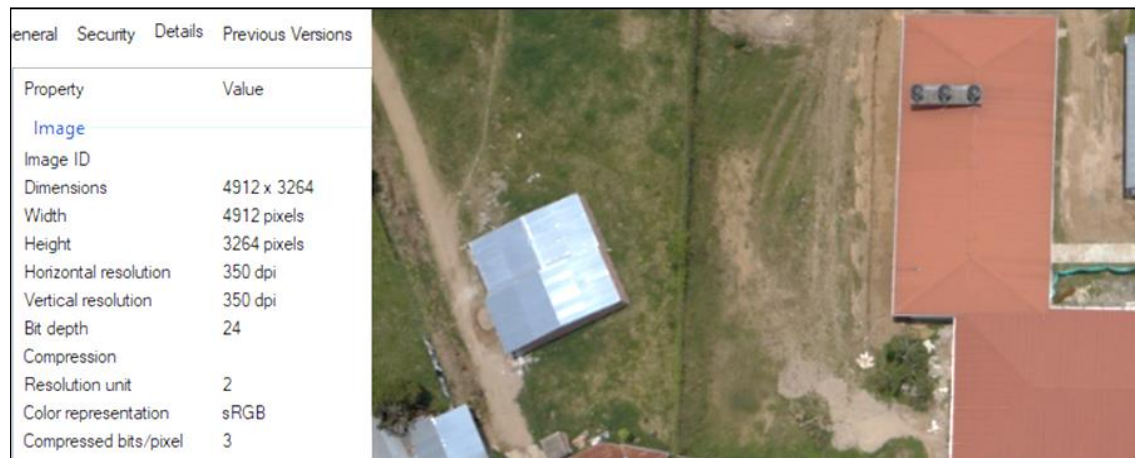 eneral Security Details Previous Versions
Property Value
Image
Image ID
Dimensions 4912 x 3264
Width 4912 pixels
Height 3264 pixels
Horizontal resolution 350 dpi
Vertical resolution 350 dpi
Bit depth 24
Compression
Resolution unit 2
Color representation sRGB
Compressed bits/pixel 3